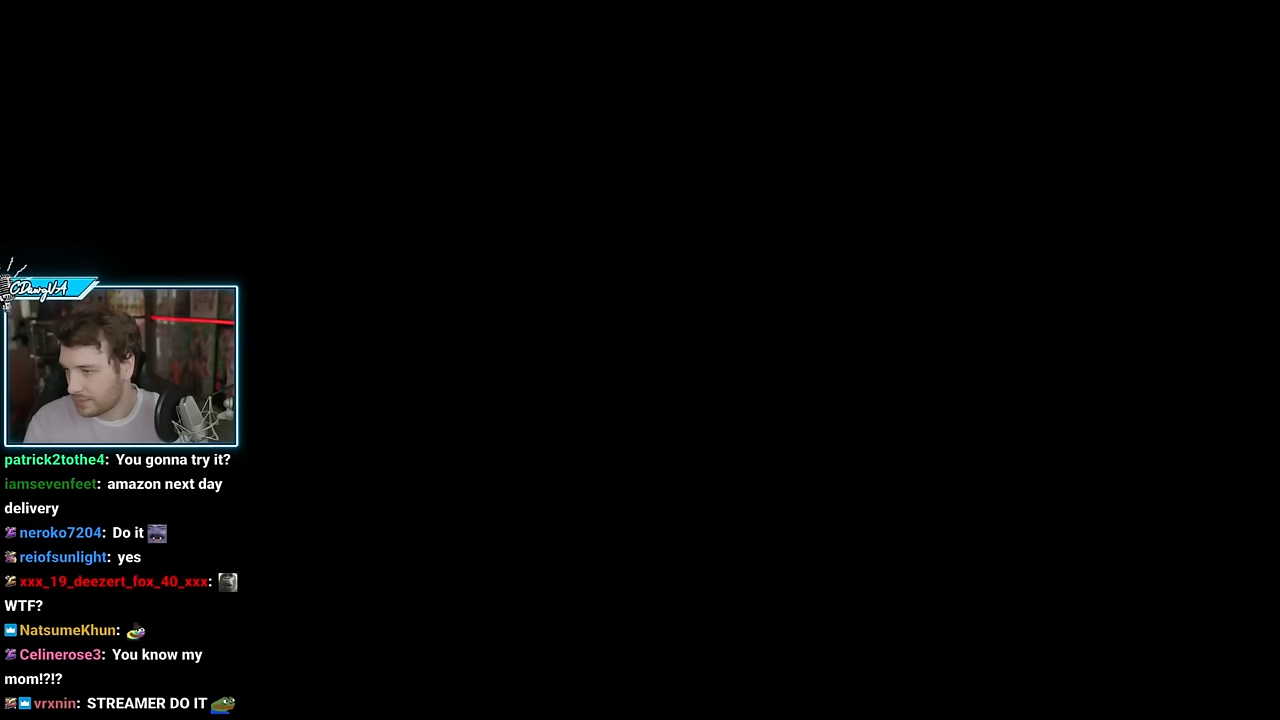 CDawgVA
patrick2tothe4: You gonna try it?
iamsevenfeet: amazon next day
delivery
neroko7204: Do it
reiofsunlight: yes
xxx_19_deezert_fox_40_xxx:
WTF?
NatsumeKhun:
Celinerose3: You know my
mom!?!?
vrxnin: STREAMER DO IT